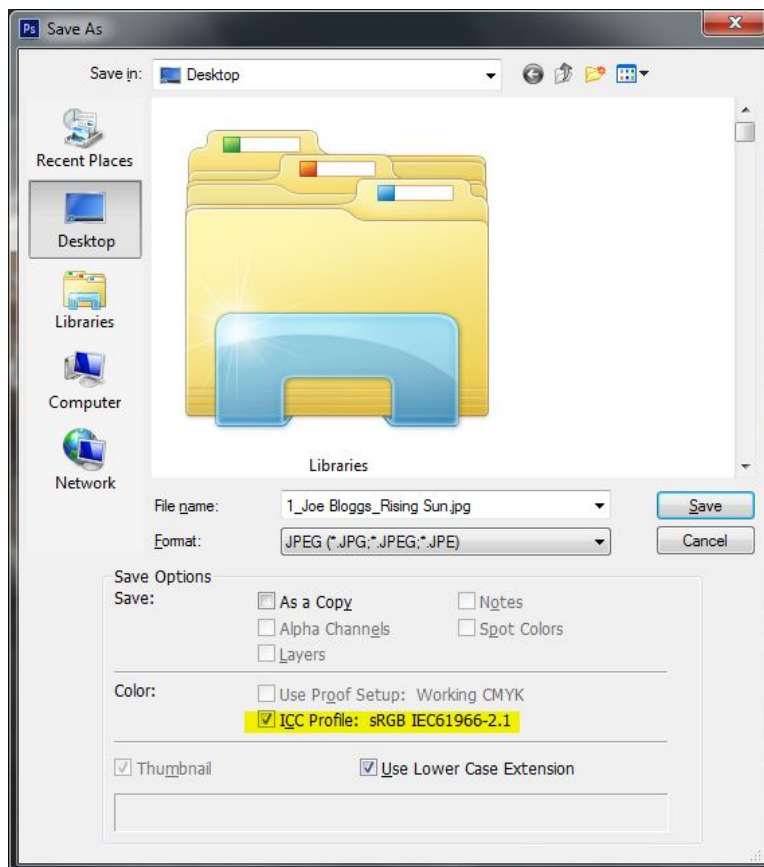 Ps Save As
Save in: Desktop
Recent Places
Desktop
Libraries
Computer
Network
Libraries
File name: 1_Joe Bloggs_Rising Sun.jpg Save
Format: JPEG (*.JPG;*.JPEG;*.JPE) Cancel
Save Options
Save: As a Copy Notes
Alpha Channels Spot Colors
Layers
Color: Use Proof Setup: Working CMYK
ICC Profile: sRGB IEC61966-2.1
Thumbnail Use Lower Case Extension